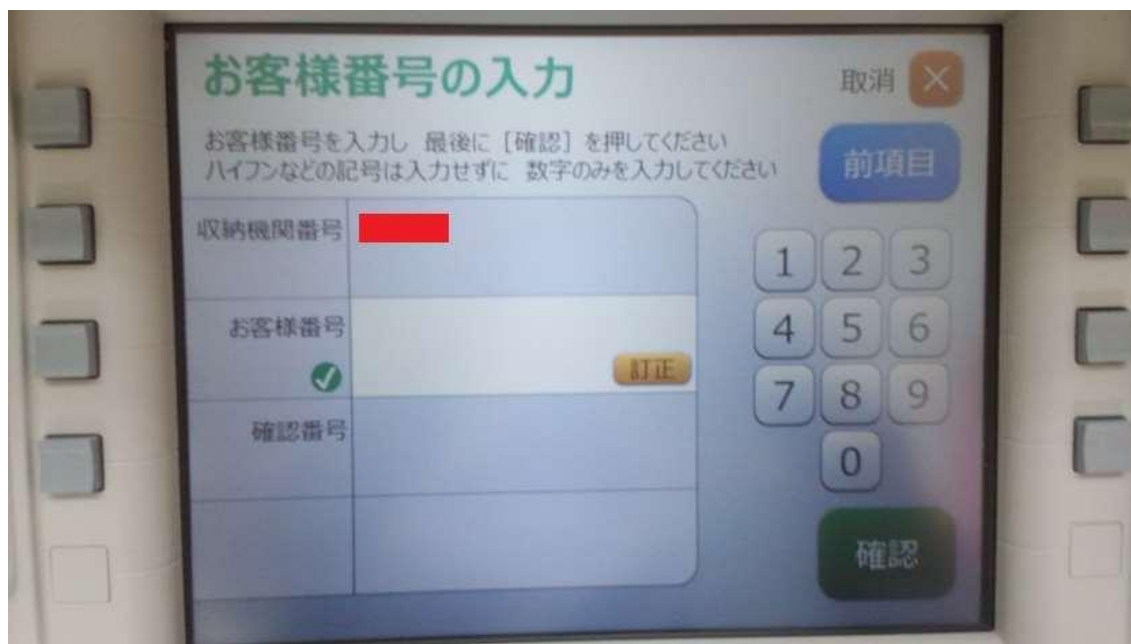 お客様番号の入力
取消
お客様番号を入力し 最後に [確認] を押してください
ハイフンなどの記号は入力せずに 数字のみを入力してください
前項目
収納機関番号
お客様番号
訂正
確認番号
1 2 3
4 5 6
7 8 9
0
確認